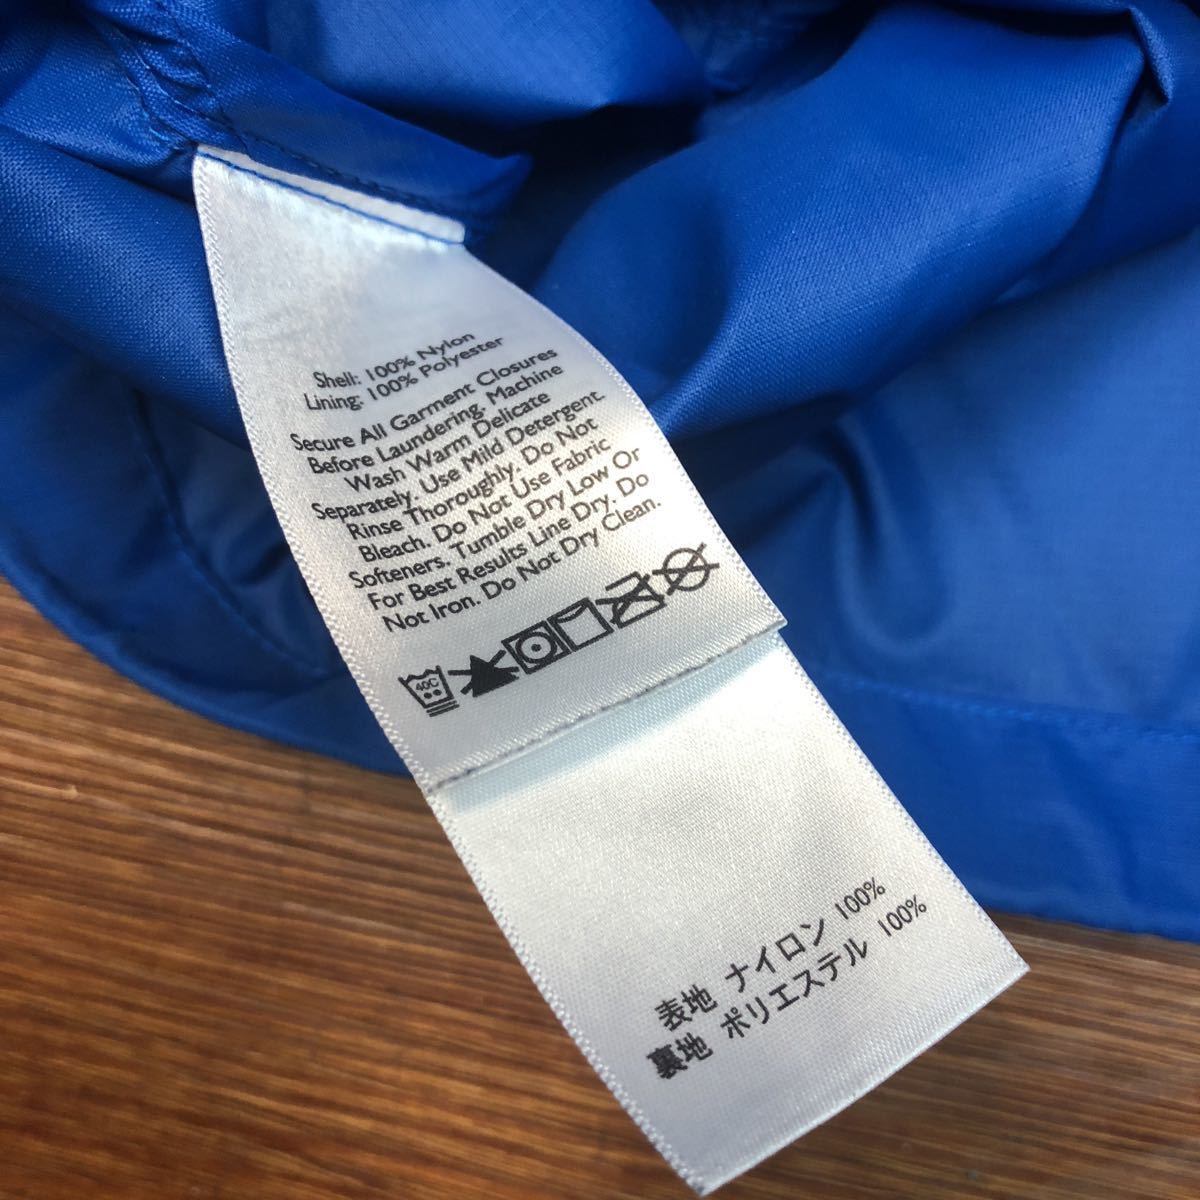 Shell: 100% Nylon
Lining: 100% Polyester
Secure All Garment Closures
Before Laundering. Machine
Wash Warm Delicate
Separately. Use Mild Detergent.
Rinse Thoroughly. Do Not
Bleach. Do Not Use Fabric
Softeners. Tumble Dry Low Or
For Best Results Line Dry. Do
Not Iron. Do Not Dry Clean.
40C
表地 ナイロン 100%
裏地 ポリエステル 100%